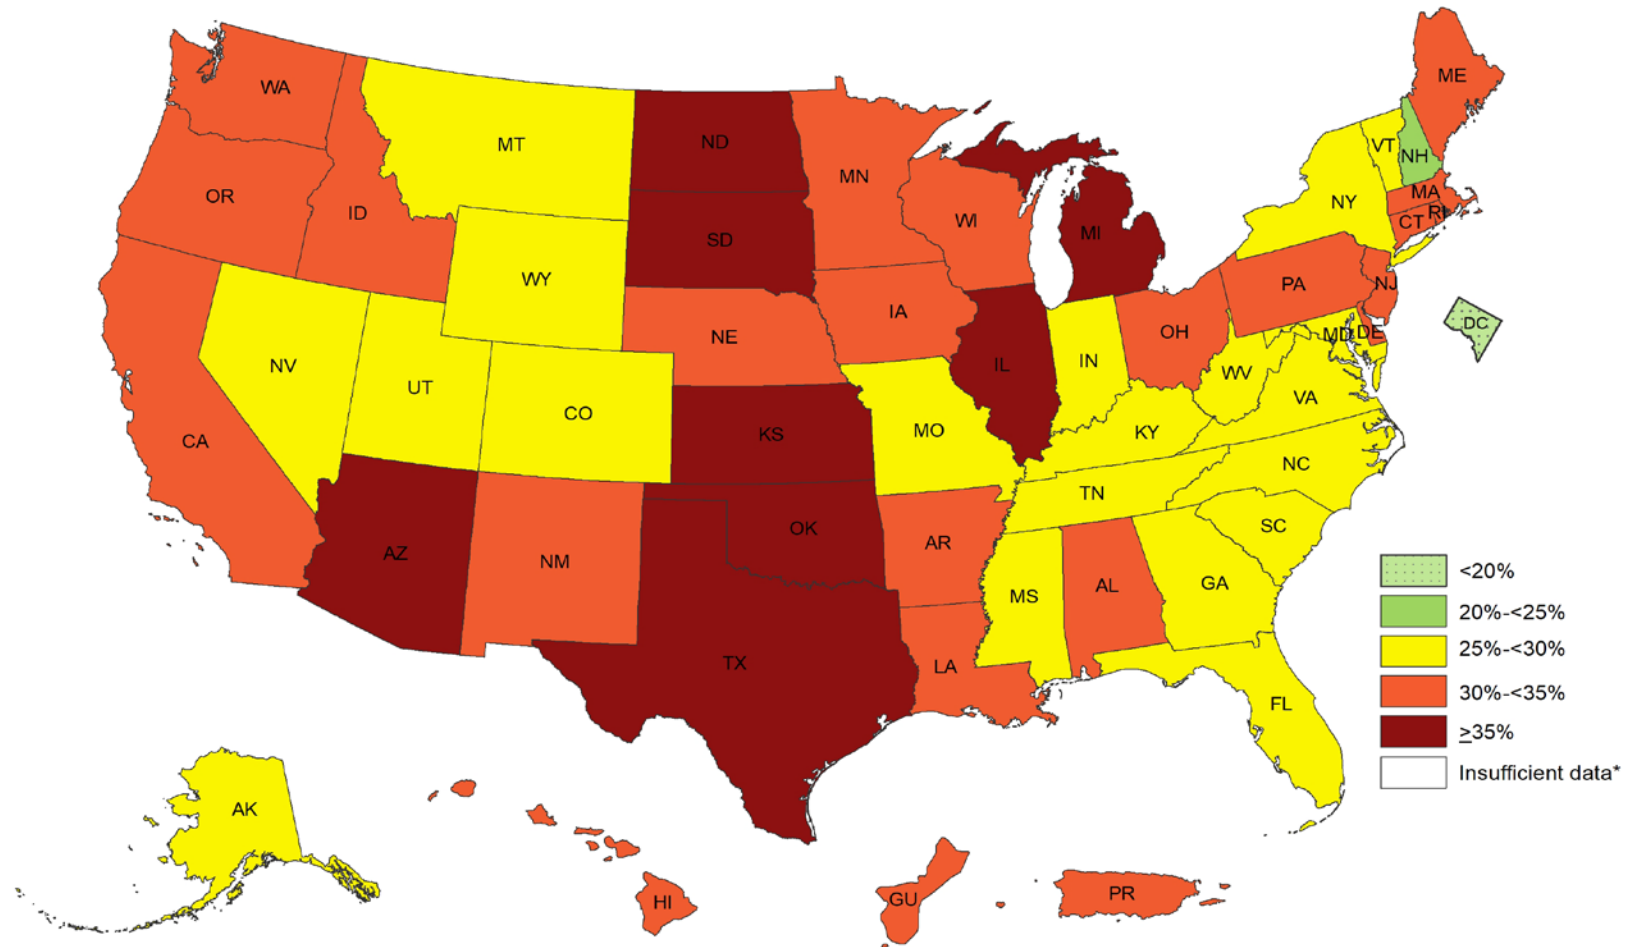 WA
ME
MT
ND
VT
NH
MN
OR
ID
MA
NY
RI
CT
WI
SD
MI
WY
PA
NJ
IA
DC
NE
OH
MD
DE
NV
IL
IN
WV
UT
VA
CO
KS
MO
KY
CA
NC
TN
OK
SC
AZ
AR
NM
<20%
GA
AL
MS
20%-<25%
25%-<30%
TX
LA
30%-<35%
FL
≥35%
Insufficient data*
AK
HI
GU
PR